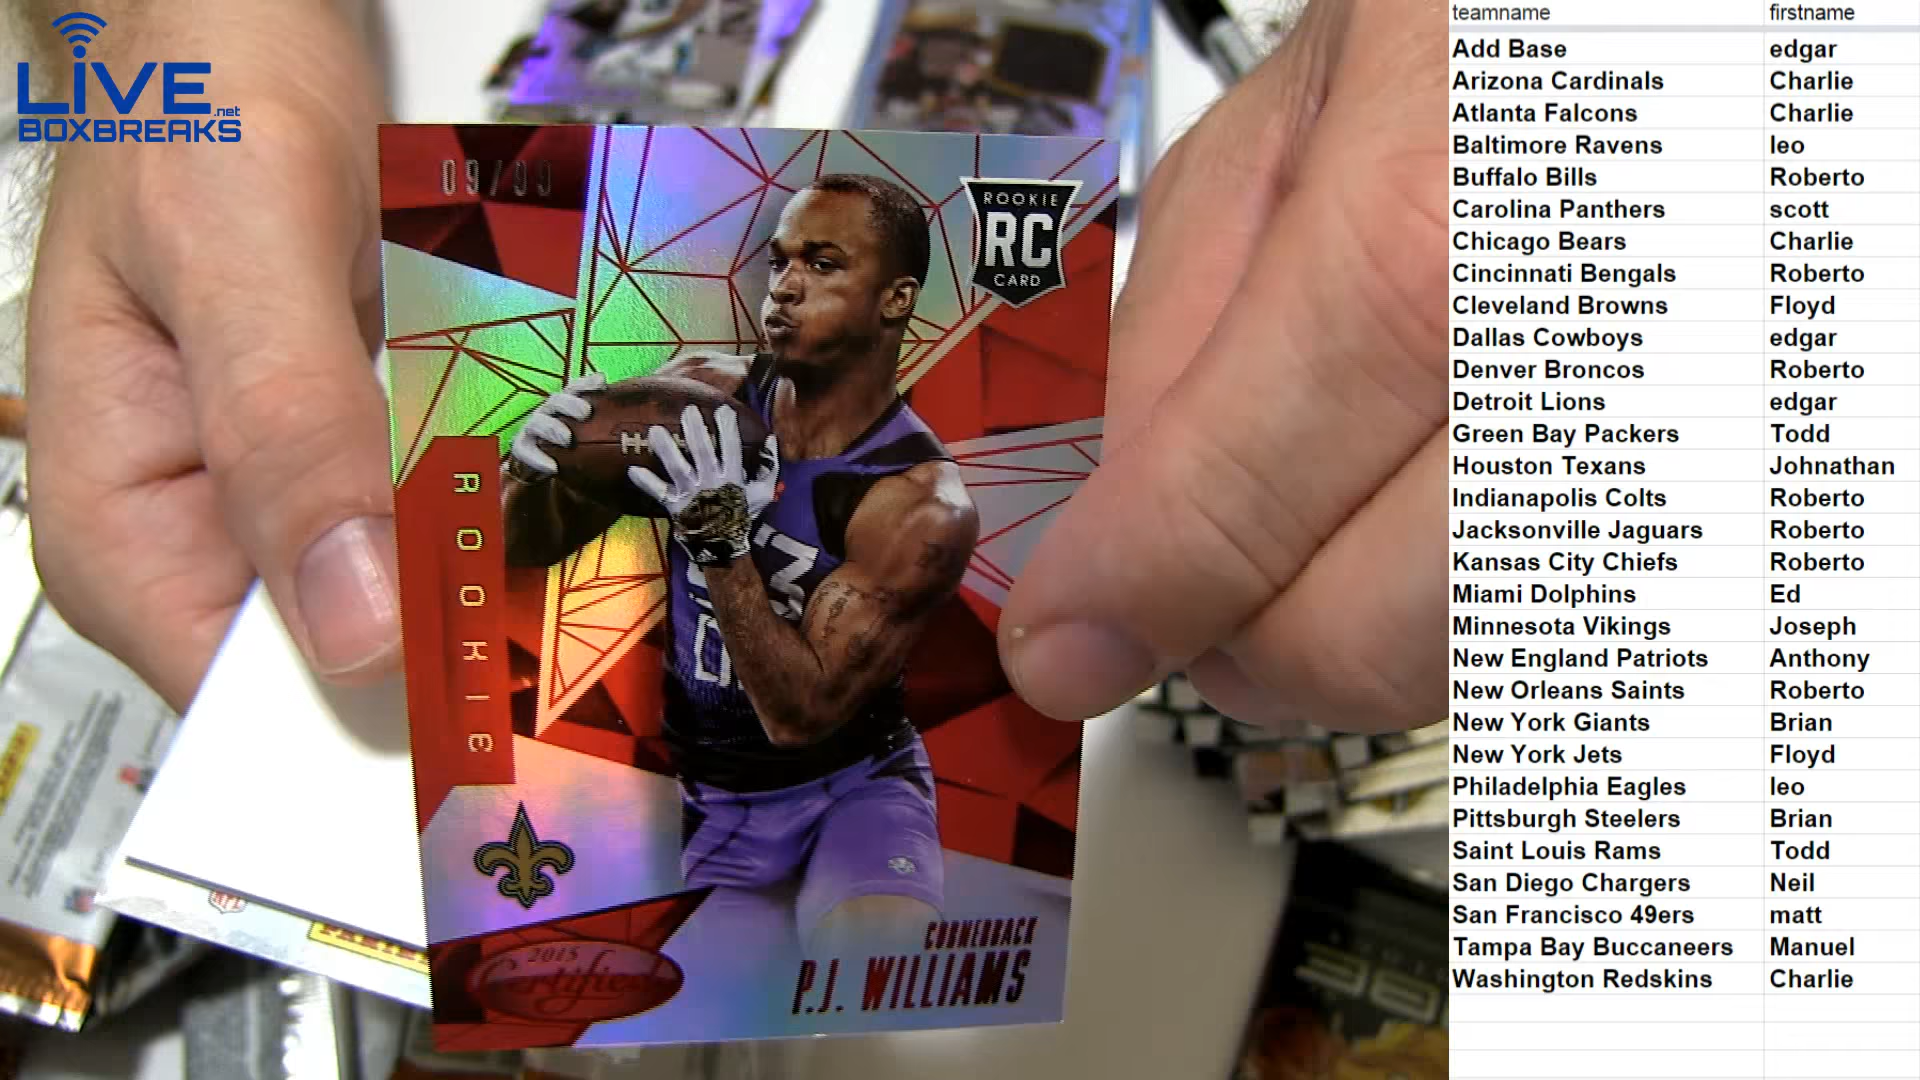 LIVE
.net
BOXBREAKS
09/99
ROOKIE
RC
CARD
ROOKIE
2015
Certified
CORNERBACK
P.J. WILLIAMS
NFL
PANINI
teamname firstname
Add Base edgar
Arizona Cardinals Charlie
Atlanta Falcons Charlie
Baltimore Ravens leo
Buffalo Bills Roberto
Carolina Panthers scott
Chicago Bears Charlie
Cincinnati Bengals Roberto
Cleveland Browns Floyd
Dallas Cowboys edgar
Denver Broncos Roberto
Detroit Lions edgar
Green Bay Packers Todd
Houston Texans Johnathan
Indianapolis Colts Roberto
Jacksonville Jaguars Roberto
Kansas City Chiefs Roberto
Miami Dolphins Ed
Minnesota Vikings Joseph
New England Patriots Anthony
New Orleans Saints Roberto
New York Giants Brian
New York Jets Floyd
Philadelphia Eagles leo
Pittsburgh Steelers Brian
Saint Louis Rams Todd
San Diego Chargers Neil
San Francisco 49ers matt
Tampa Bay Buccaneers Manuel
Washington Redskins Charlie